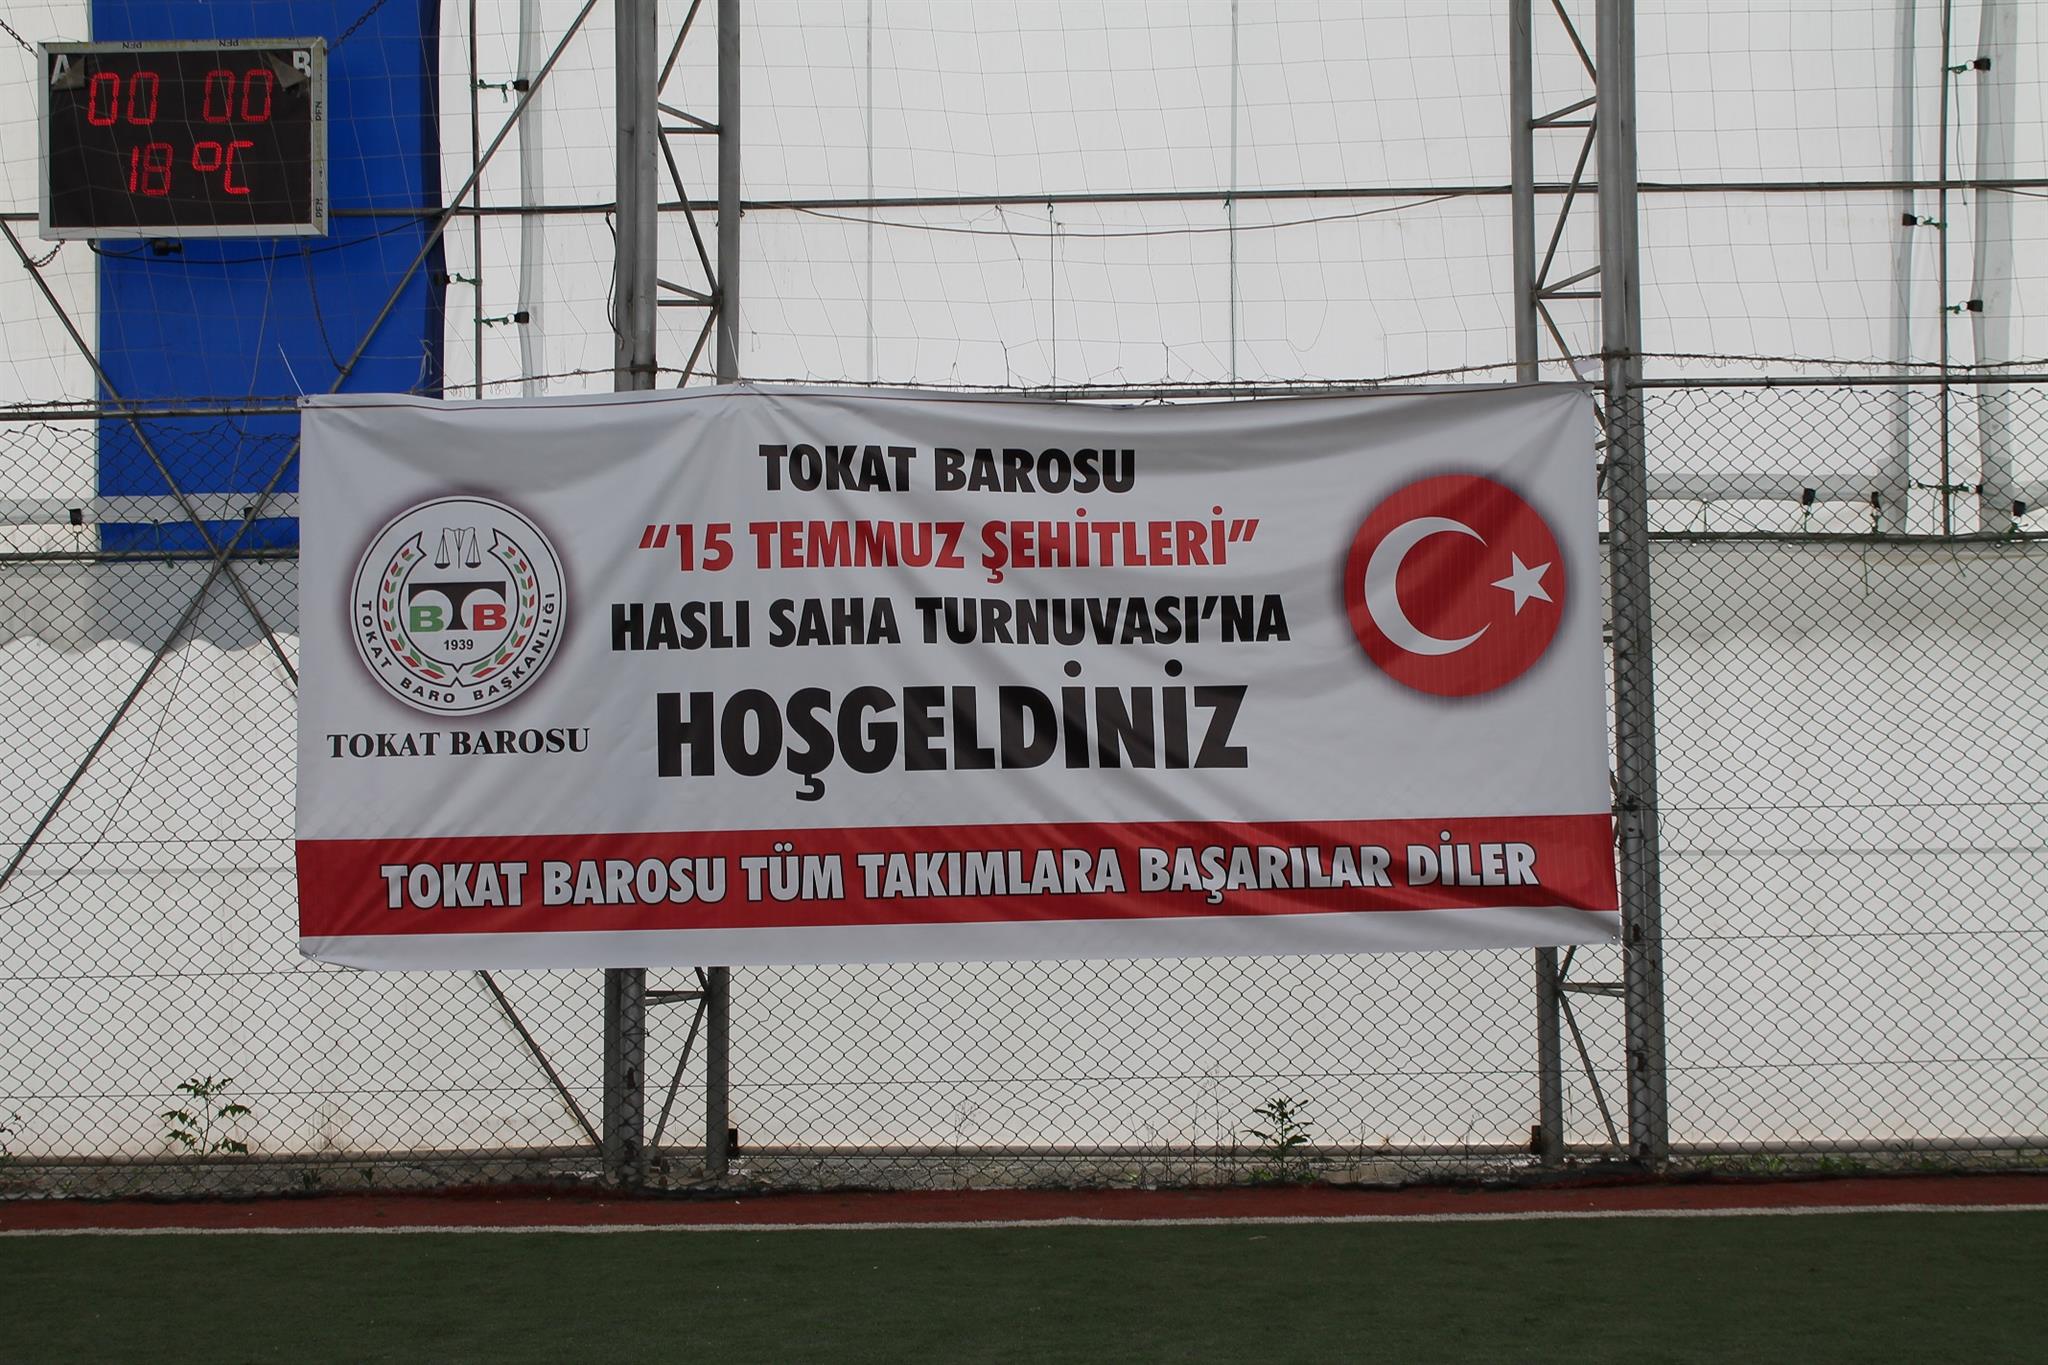 A B
00 00
18 °C
TOKAT BAROSU
“15 TEMMUZ ŞEHİTLERİ”
HASLI SAHA TURNUVASI’NA
HOŞGELDİNİZ
BTB
1939
TOKAT BARO BAŞKANLIĞI
TOKAT BAROSU
TOKAT BAROSU TÜM TAKIMLARA BAŞARILAR DİLER